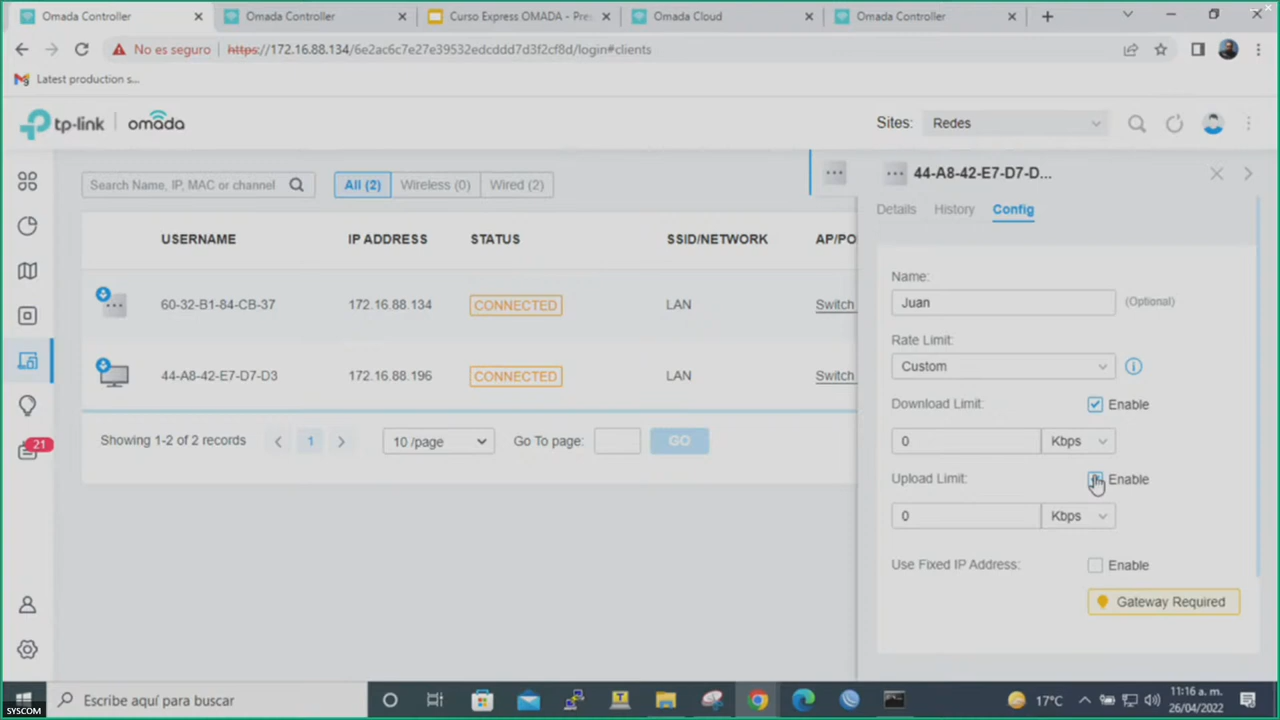 Omada Controller
Omada Controller
Curso Express OMADA - Pres
Omada Cloud
Omada Controller
No es seguro
https://172.16.88.134/6e2ac6c7e27e39532edcddd7d3f2cf8d/login#clients
Latest production s...
tp-link | omada
Sites: Redes
Search Name, IP, MAC or channel
All (2) Wireless (0) Wired (2)
USERNAME IP ADDRESS STATUS SSID/NETWORK AP/PO
60-32-B1-84-CB-37 172.16.88.134 CONNECTED LAN Switch
44-A8-42-E7-D7-D3 172.16.88.196 CONNECTED LAN Switch
Showing 1-2 of 2 records 1 10 /page Go To page: GO
21
44-A8-42-E7-D7-D...
Details History Config
Name:
Juan (Optional)
Rate Limit:
Custom
Download Limit: Enable
0 Kbps
Upload Limit: Enable
0 Kbps
Use Fixed IP Address: Enable
Gateway Required
SYSCOM
Escribe aquí para buscar
17°C
11:16 a. m.
26/04/2022